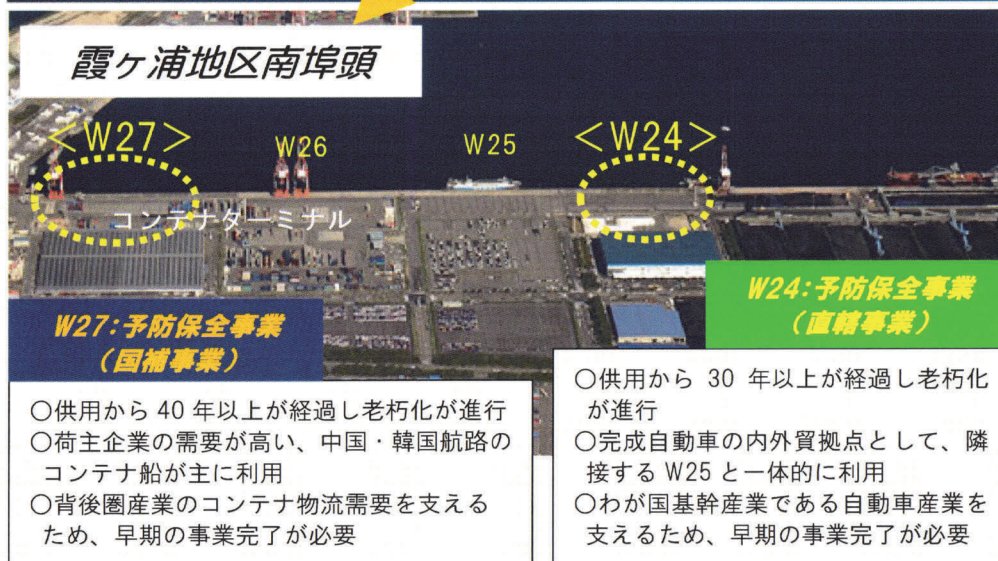 霞ヶ浦地区南埠頭
<W27>
W26
W25
<W24>
コンテナターミナル
W27:予防保全事業
(国補事業)
W24:予防保全事業
(直轄事業)
○供用から40年以上が経過し老朽化が進行
○荷主企業の需要が高い、中国・韓国航路の
コンテナ船が主に利用
○背後圏産業のコンテナ物流需要を支える
ため、早期の事業完了が必要
○供用から 30 年以上が経過し老朽化
が進行
○完成自動車の内外貿拠点として、隣
接する W25 と一体的に利用
○わが国基幹産業である自動車産業を
支えるため、早期の事業完了が必要